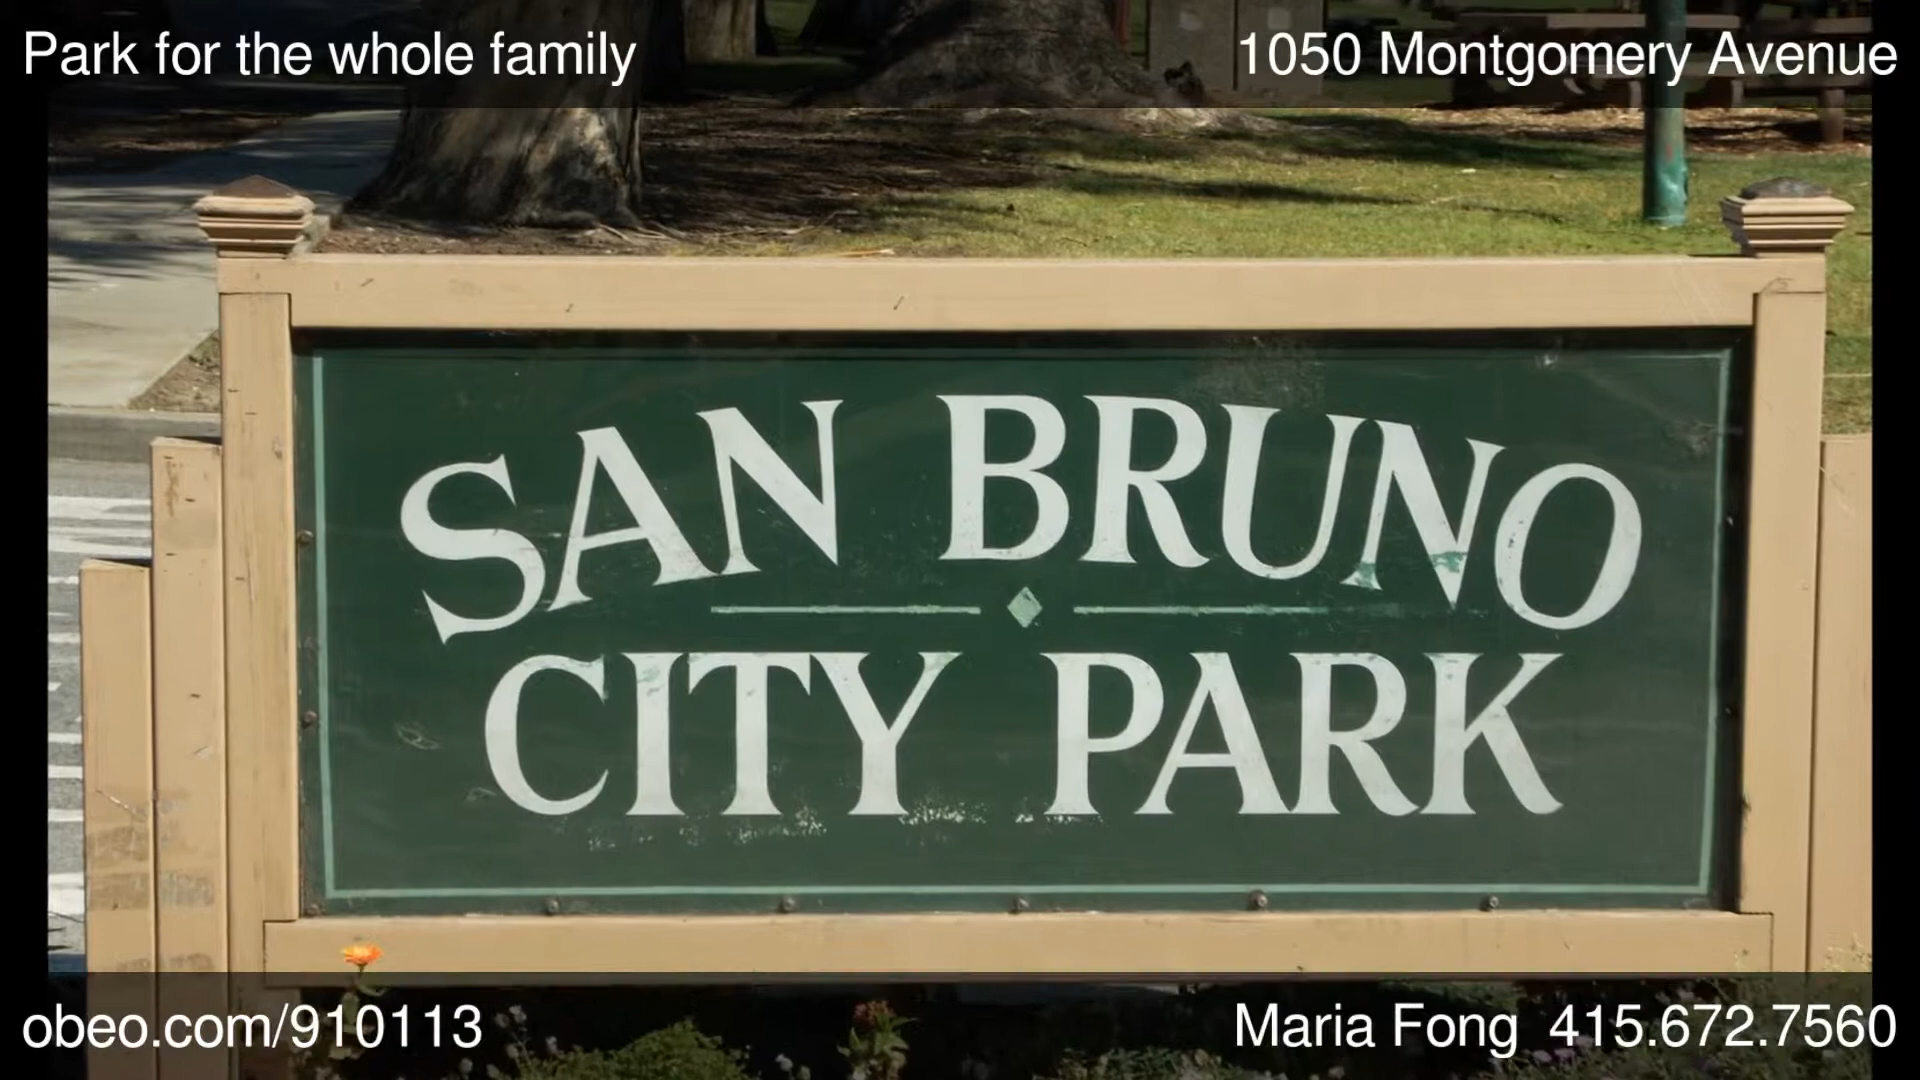 Park for the whole family
1050 Montgomery Avenue
SAN BRUNO
CITY PARK
obeo.com/910113
Maria Fong 415.672.7560